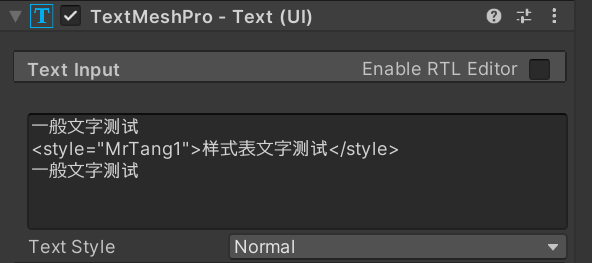 TextMeshPro - Text (UI)
Text Input
Enable RTL Editor
一般文字测试
<style="MrTang1">样式表文字测试</style>
一般文字测试
Text Style
Normal